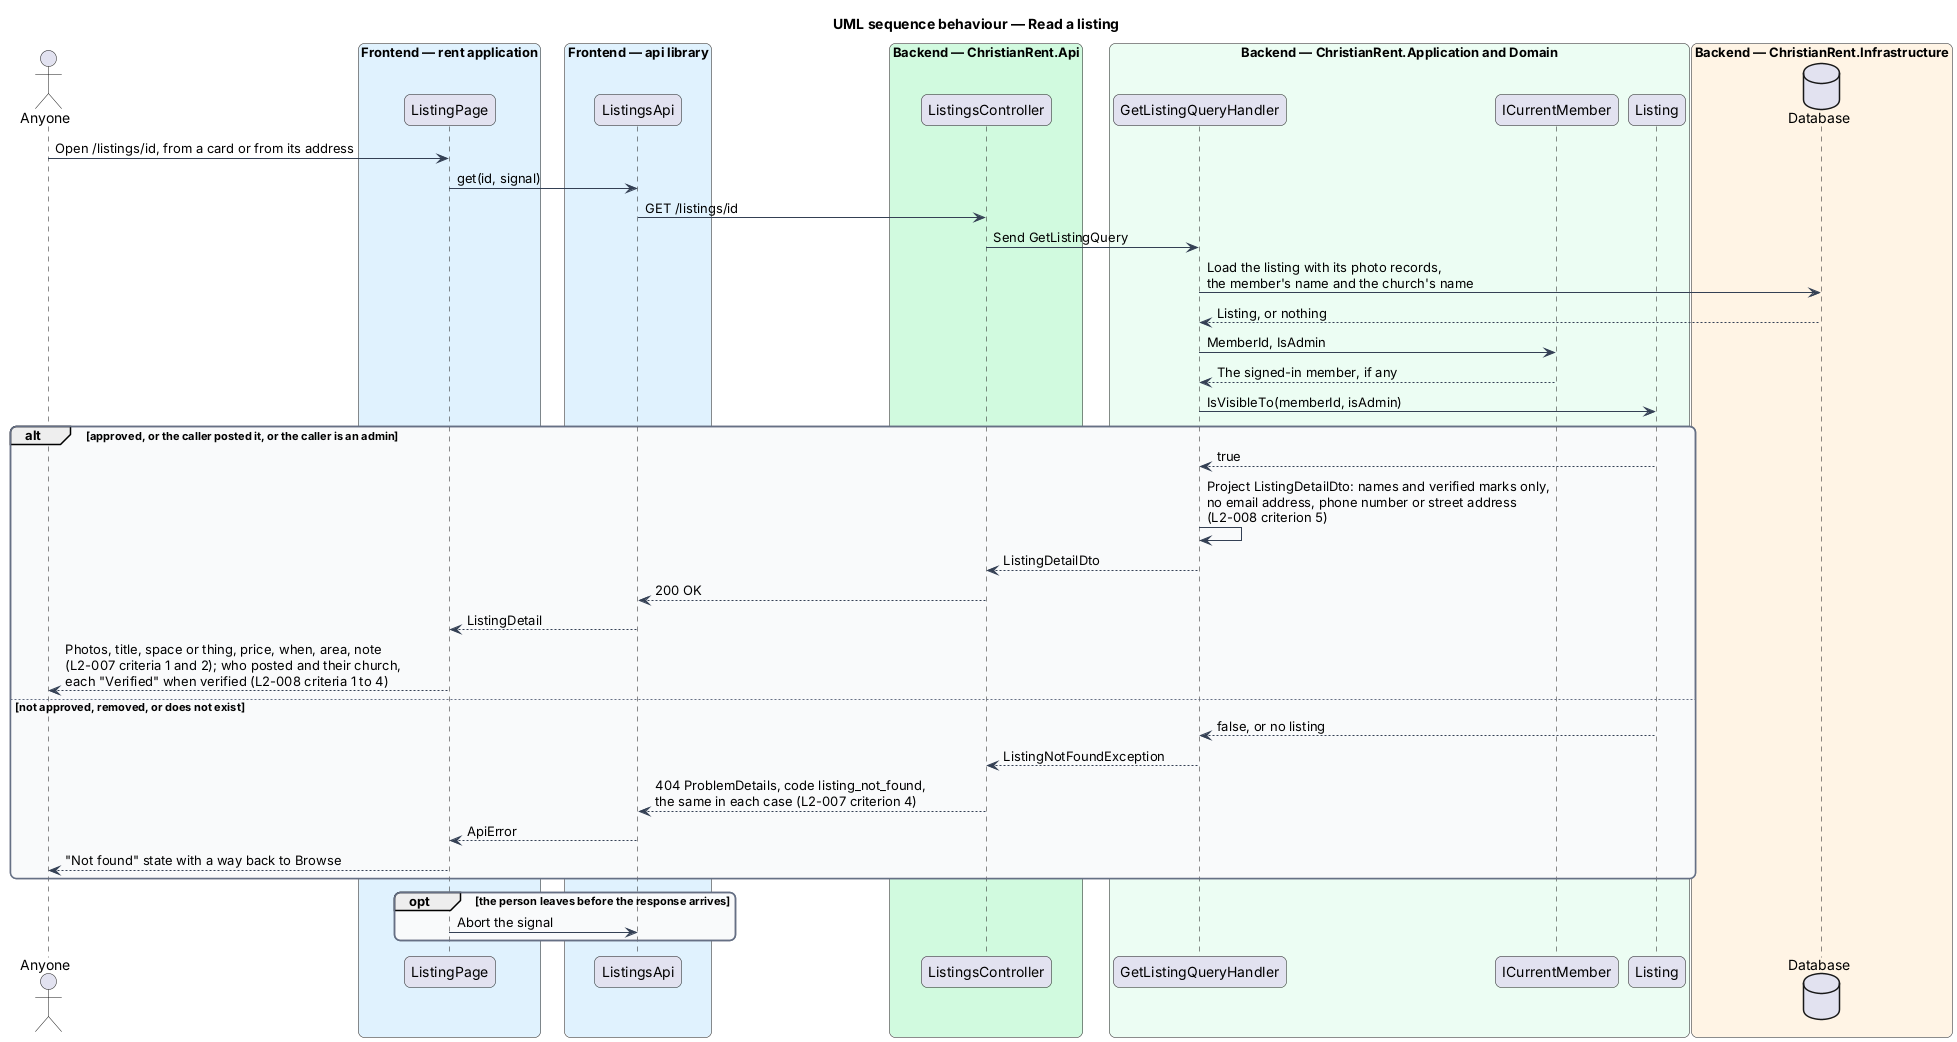 UML sequence behaviour — Read a listing
Frontend — rent application
Frontend — api library
Backend — ChristianRent.Api
Backend — ChristianRent.Application and Domain
Backend — ChristianRent.Infrastructure
Anyone
ListingPage
ListingsApi
ListingsController
GetListingQueryHandler
ICurrentMember
Listing
Database
Open /listings/id, from a card or from its address
get(id, signal)
GET /listings/id
Send GetListingQuery
Load the listing with its photo records,
the member's name and the church's name
Listing, or nothing
MemberId, IsAdmin
The signed-in member, if any
IsVisibleTo(memberId, isAdmin)
alt
[approved, or the caller posted it, or the caller is an admin]
true
Project ListingDetailDto: names and verified marks only,
no email address, phone number or street address
(L2-008 criterion 5)
ListingDetailDto
200 OK
ListingDetail
Photos, title, space or thing, price, when, area, note
(L2-007 criteria 1 and 2); who posted and their church,
each "Verified" when verified (L2-008 criteria 1 to 4)
[not approved, removed, or does not exist]
false, or no listing
ListingNotFoundException
404 ProblemDetails, code listing_not_found,
the same in each case (L2-007 criterion 4)
ApiError
"Not found" state with a way back to Browse
opt
[the person leaves before the response arrives]
Abort the signal
Anyone
ListingPage
ListingsApi
ListingsController
GetListingQueryHandler
ICurrentMember
Listing
Database